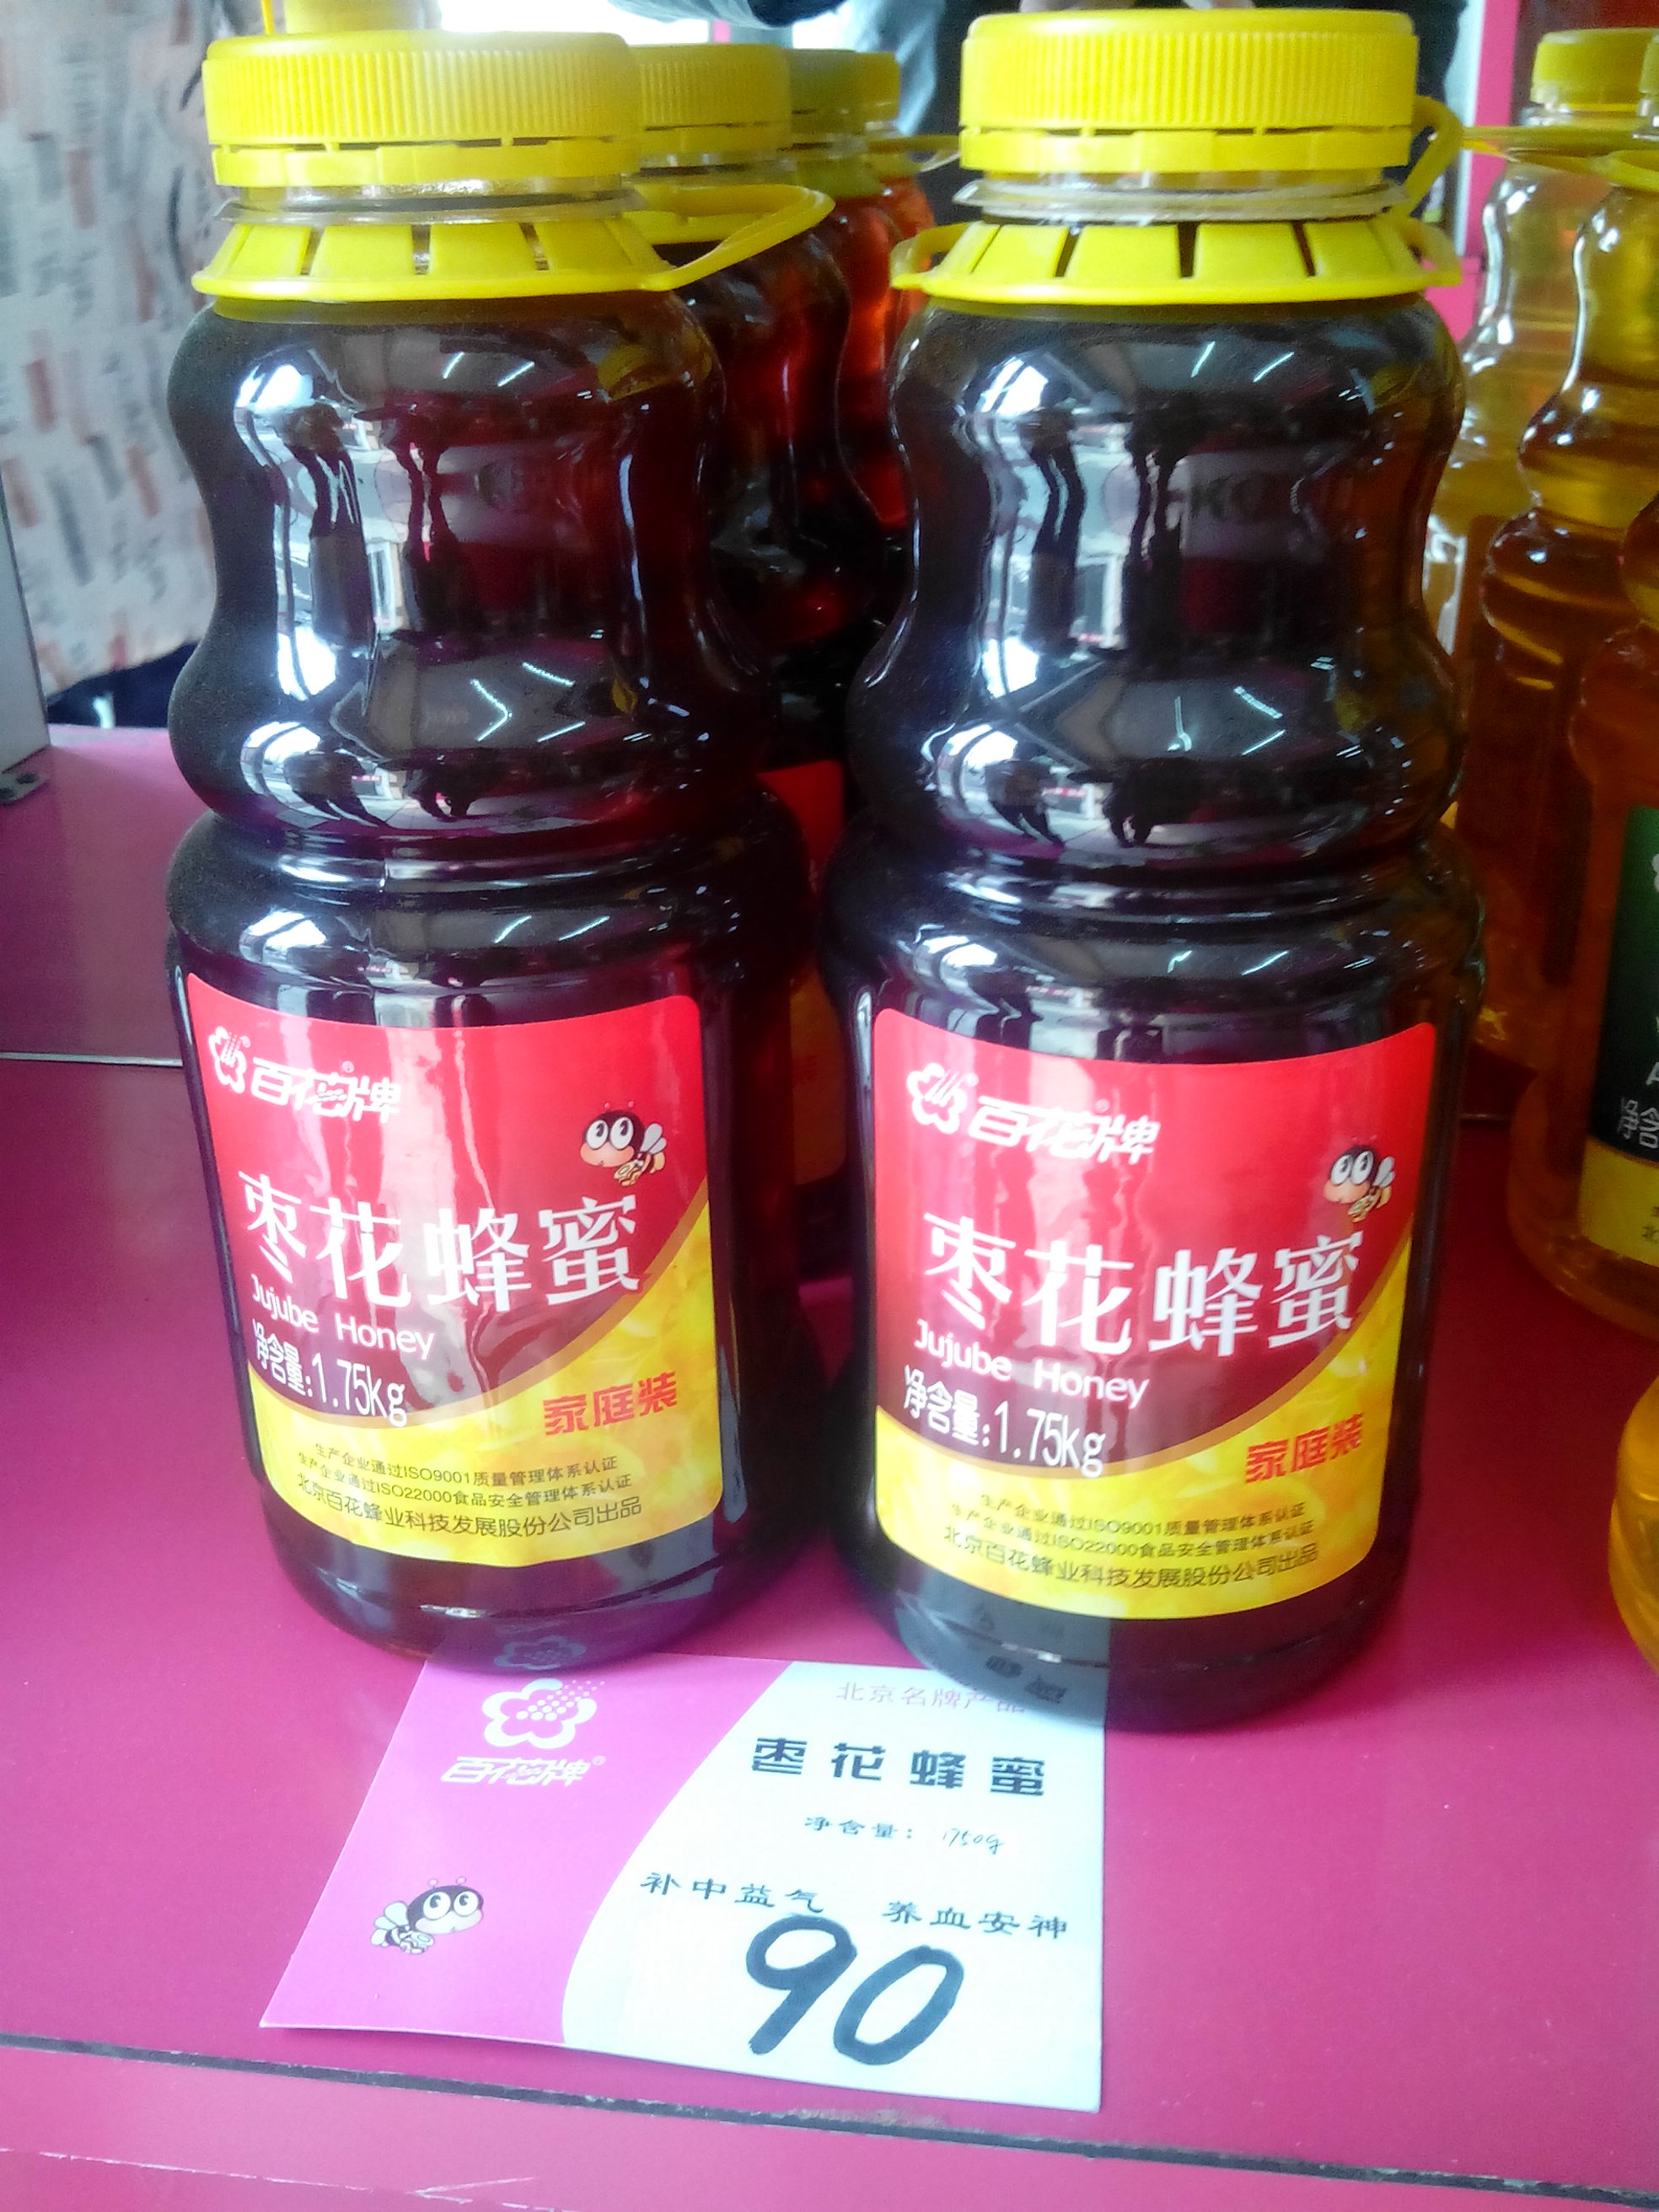 百花牌
枣花蜂蜜
Jujube Honey
净含量:1.75kg
家庭装
生产企业通过ISO9001质量管理体系认证
生产企业通过ISO22000食品安全管理体系认证
北京百花蜂业科技发展股份公司出品
百花牌
枣花蜂蜜
Jujube Honey
净含量:1.75kg
家庭装
生产企业通过ISO9001质量管理体系认证
生产企业通过ISO22000食品安全管理体系认证
北京百花蜂业科技发展股份公司出品
净含
百花牌
北京名牌产品
枣花蜂蜜
净含量: 1750g
补中益气 养血安神
90